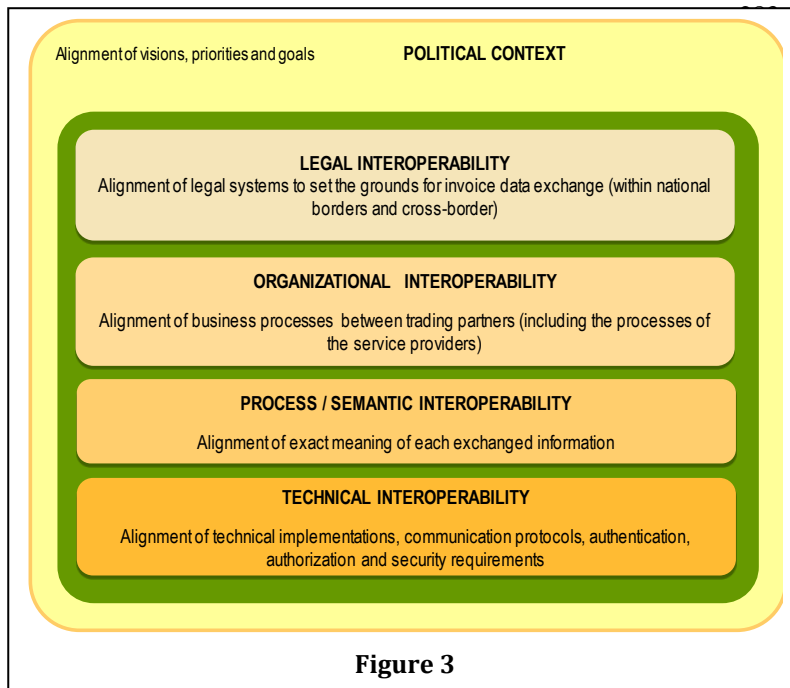 Alignment of visions, priorities and goals POLITICAL CONTEXT
LEGAL INTEROPERABILITY
Alignment of legal systems to set the grounds for invoice data exchange (within national
borders and cross-border)
ORGANIZATIONAL INTEROPERABILITY
Alignment of business processes between trading partners (including the processes of
the service providers)
PROCESS / SEMANTIC INTEROPERABILITY
Alignment of exact meaning of each exchanged information
TECHNICAL INTEROPERABILITY
Alignment of technical implementations, communication protocols, authentication,
authorization and security requirements
Figure 3